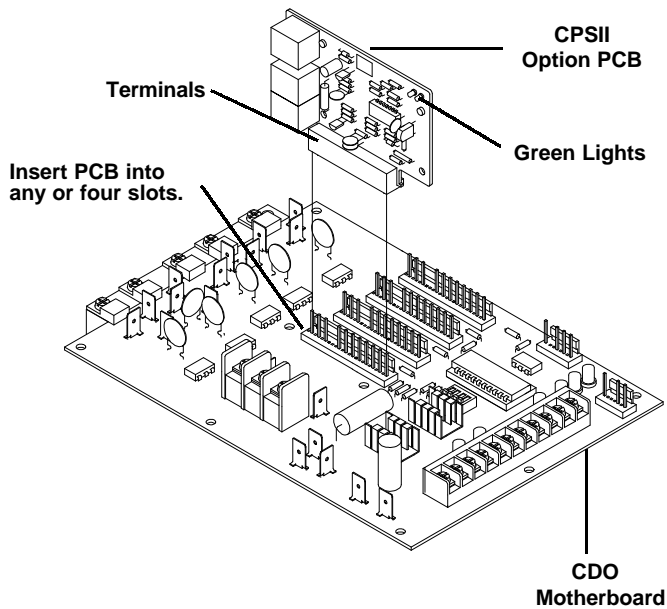 CPSII
Option PCB
Terminals
Green Lights
Insert PCB into
any or four slots.
CDO
Motherboard